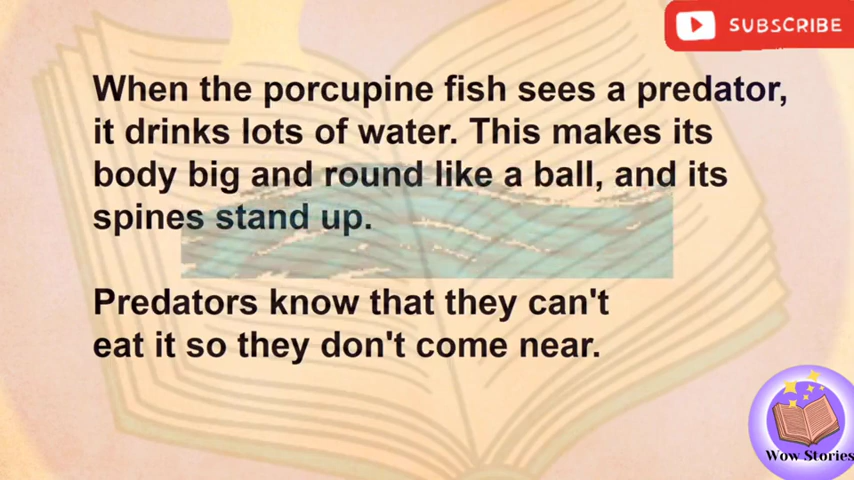 SUBSCRIBE
When the porcupine fish sees a predator,
it drinks lots of water. This makes its
body big and round like a ball, and its
spines stand up.
Predators know that they can't
eat it so they don't come near.
Wow Stories